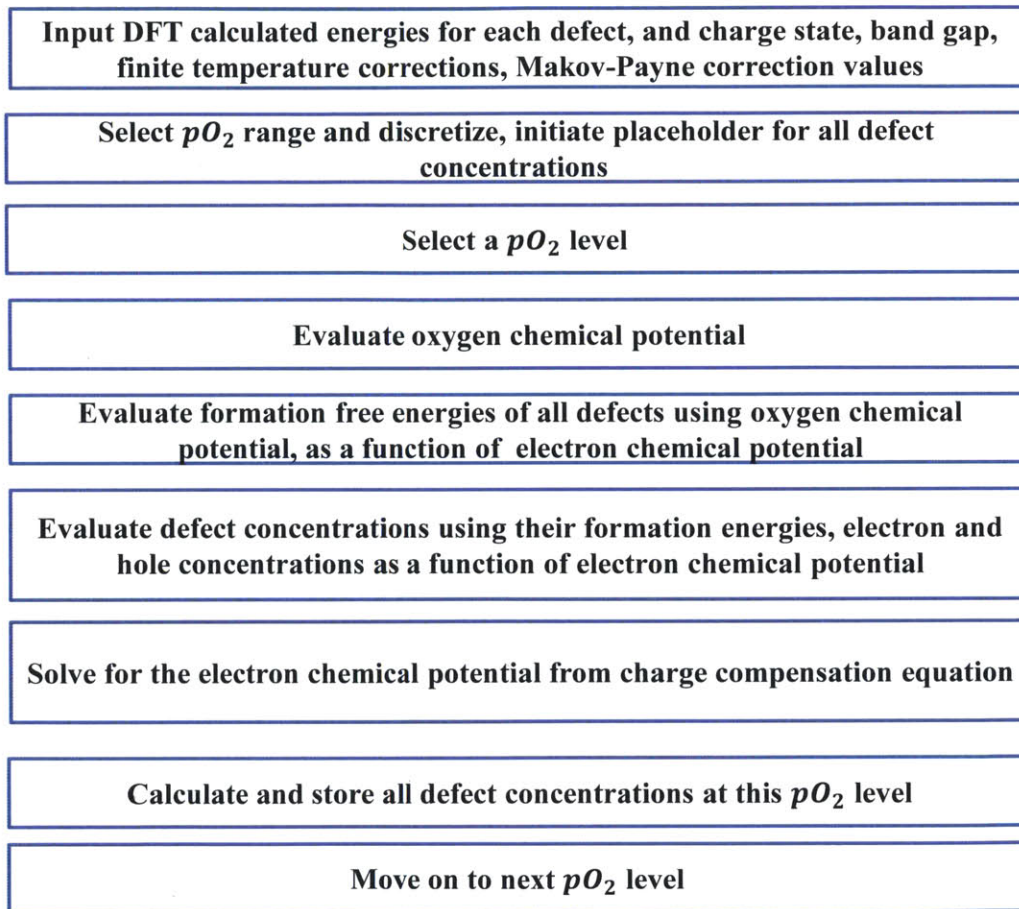 Input DFT calculated energies for each defect, and charge state, band gap,
finite temperature corrections, Makov-Payne correction values
Select pO₂ range and discretize, initiate placeholder for all defect
concentrations
Select a pO₂ level
Evaluate oxygen chemical potential
Evaluate formation free energies of all defects using oxygen chemical
potential, as a function of electron chemical potential
Evaluate defect concentrations using their formation energies, electron and
hole concentrations as a function of electron chemical potential
Solve for the electron chemical potential from charge compensation equation
Calculate and store all defect concentrations at this pO₂ level
Move on to next pO₂ level